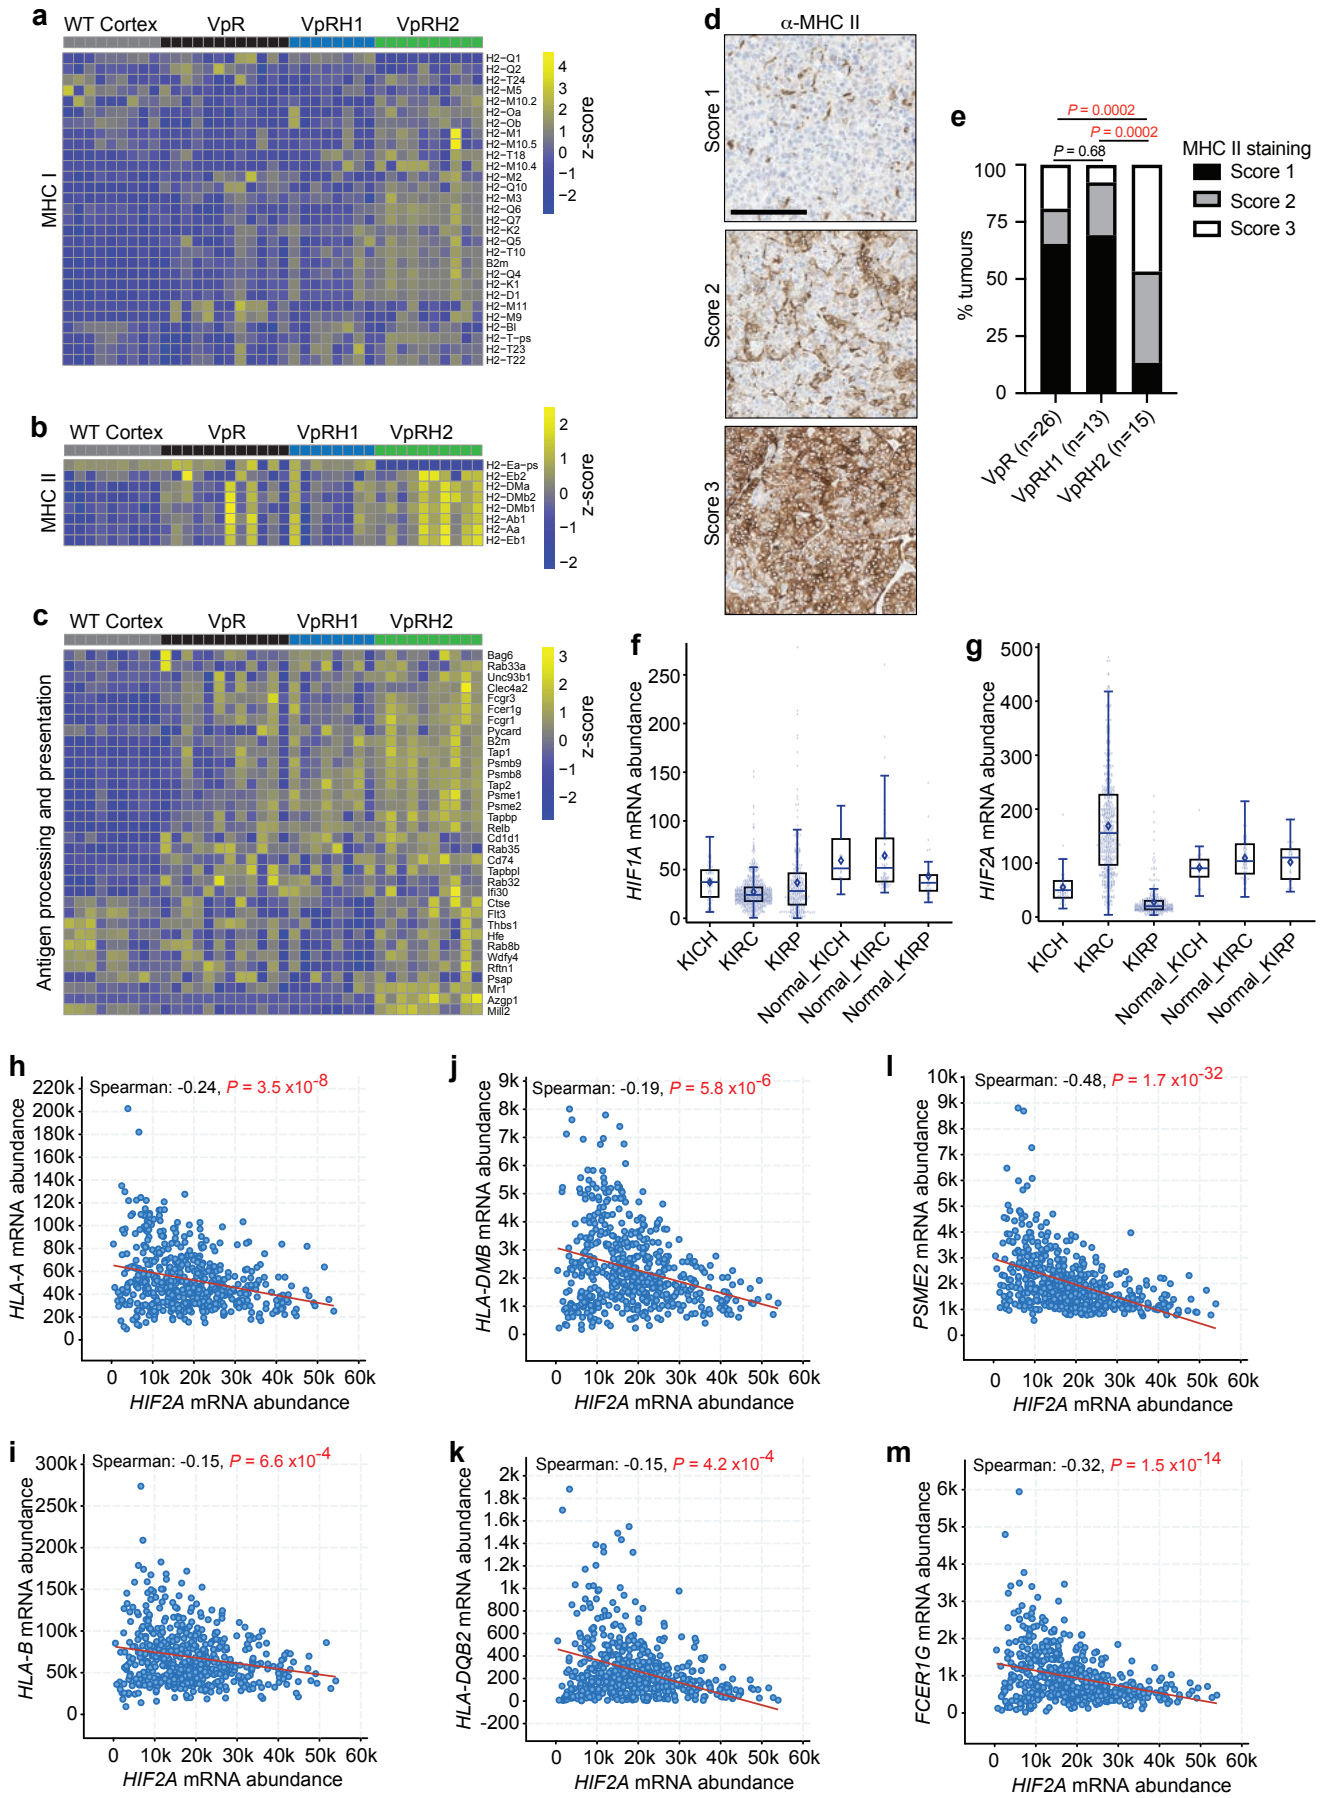 a
WT Cortex VpR VpRH1 VpRH2
MHC I
H2−Q1
H2−Q2
H2−T24
H2−M5
H2−M10.2
H2−Oa
H2−Ob
H2−M1
H2−M10.5
H2−T18
H2−M10.4
H2−M2
H2−Q10
H2−M3
H2−Q6
H2−Q7
H2−K2
H2−Q5
H2−T10
B2m
H2−Q4
H2−K1
H2−D1
H2−M11
H2−M9
H2−Bl
H2−T−ps
H2−T23
H2−T22
4
3
2
1
0
−1
−2
z-score
b
WT Cortex VpR VpRH1 VpRH2
MHC II
H2−Ea−ps
H2−Eb2
H2−DMa
H2−DMb2
H2−DMb1
H2−Ab1
H2−Aa
H2−Eb1
2
1
0
−1
−2
z-score
c
WT Cortex VpR VpRH1 VpRH2
Antigen processing and presentation
Bag6
Rab33a
Unc93b1
Clec4a2
Fcgr3
Fcer1g
Fcgr1
Pycard
B2m
Tap1
Psmb9
Psmb8
Tap2
Psme1
Psme2
Tapbp
Relb
Cd1d1
Rab35
Cd74
Tapbpl
Rab32
Ifi30
Ctse
Flt3
Thbs1
Hfe
Rab8b
Wdfy4
Rftn1
Psap
Mr1
Azgp1
Mill2
3
2
1
0
−1
−2
z-score
d
α-MHC II
Score 1
Score 2
Score 3
e
P = 0.0002
P = 0.0002
P = 0.68
% tumours
100
75
50
25
0
VpR (n=26)
VpRH1 (n=13)
VpRH2 (n=15)
MHC II staining
Score 1
Score 2
Score 3
f
HIF1A mRNA abundance
250
200
150
100
50
0
KICH
KIRC
KIRP
Normal_KICH
Normal_KIRC
Normal_KIRP
g
HIF2A mRNA abundance
500
400
300
200
100
0
KICH
KIRC
KIRP
Normal_KICH
Normal_KIRC
Normal_KIRP
h
Spearman: -0.24, P = 3.5 x10-8
HLA-A mRNA abundance
220k
200k
180k
160k
140k
120k
100k
80k
60k
40k
20k
0
0 10k 20k 30k 40k 50k 60k
HIF2A mRNA abundance
j
Spearman: -0.19, P = 5.8 x10-6
HLA-DMB mRNA abundance
9k
8k
7k
6k
5k
4k
3k
2k
1k
0
0 10k 20k 30k 40k 50k 60k
HIF2A mRNA abundance
l
Spearman: -0.48, P = 1.7 x10-32
PSME2 mRNA abundance
10k
9k
8k
7k
6k
5k
4k
3k
2k
1k
0
0 10k 20k 30k 40k 50k 60k
HIF2A mRNA abundance
i
Spearman: -0.15, P = 6.6 x10-4
HLA-B mRNA abundance
300k
250k
200k
150k
100k
50k
0
0 10k 20k 30k 40k 50k 60k
HIF2A mRNA abundance
k
Spearman: -0.15, P = 4.2 x10-4
HLA-DQB2 mRNA abundance
2k
1.8k
1.6k
1.4k
1.2k
1k
800
600
400
200
0
-200
0 10k 20k 30k 40k 50k 60k
HIF2A mRNA abundance
m
Spearman: -0.32, P = 1.5 x10-14
FCER1G mRNA abundance
6k
5k
4k
3k
2k
1k
0
0 10k 20k 30k 40k 50k 60k
HIF2A mRNA abundance